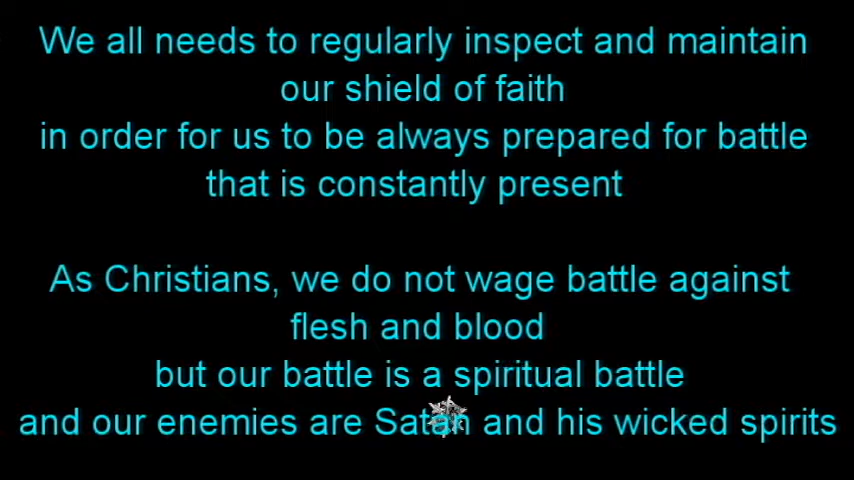 We all needs to regularly inspect and maintain
our shield of faith
in order for us to be always prepared for battle
that is constantly present
As Christians, we do not wage battle against
flesh and blood
but our battle is a spiritual battle
and our enemies are Satan and his wicked spirits